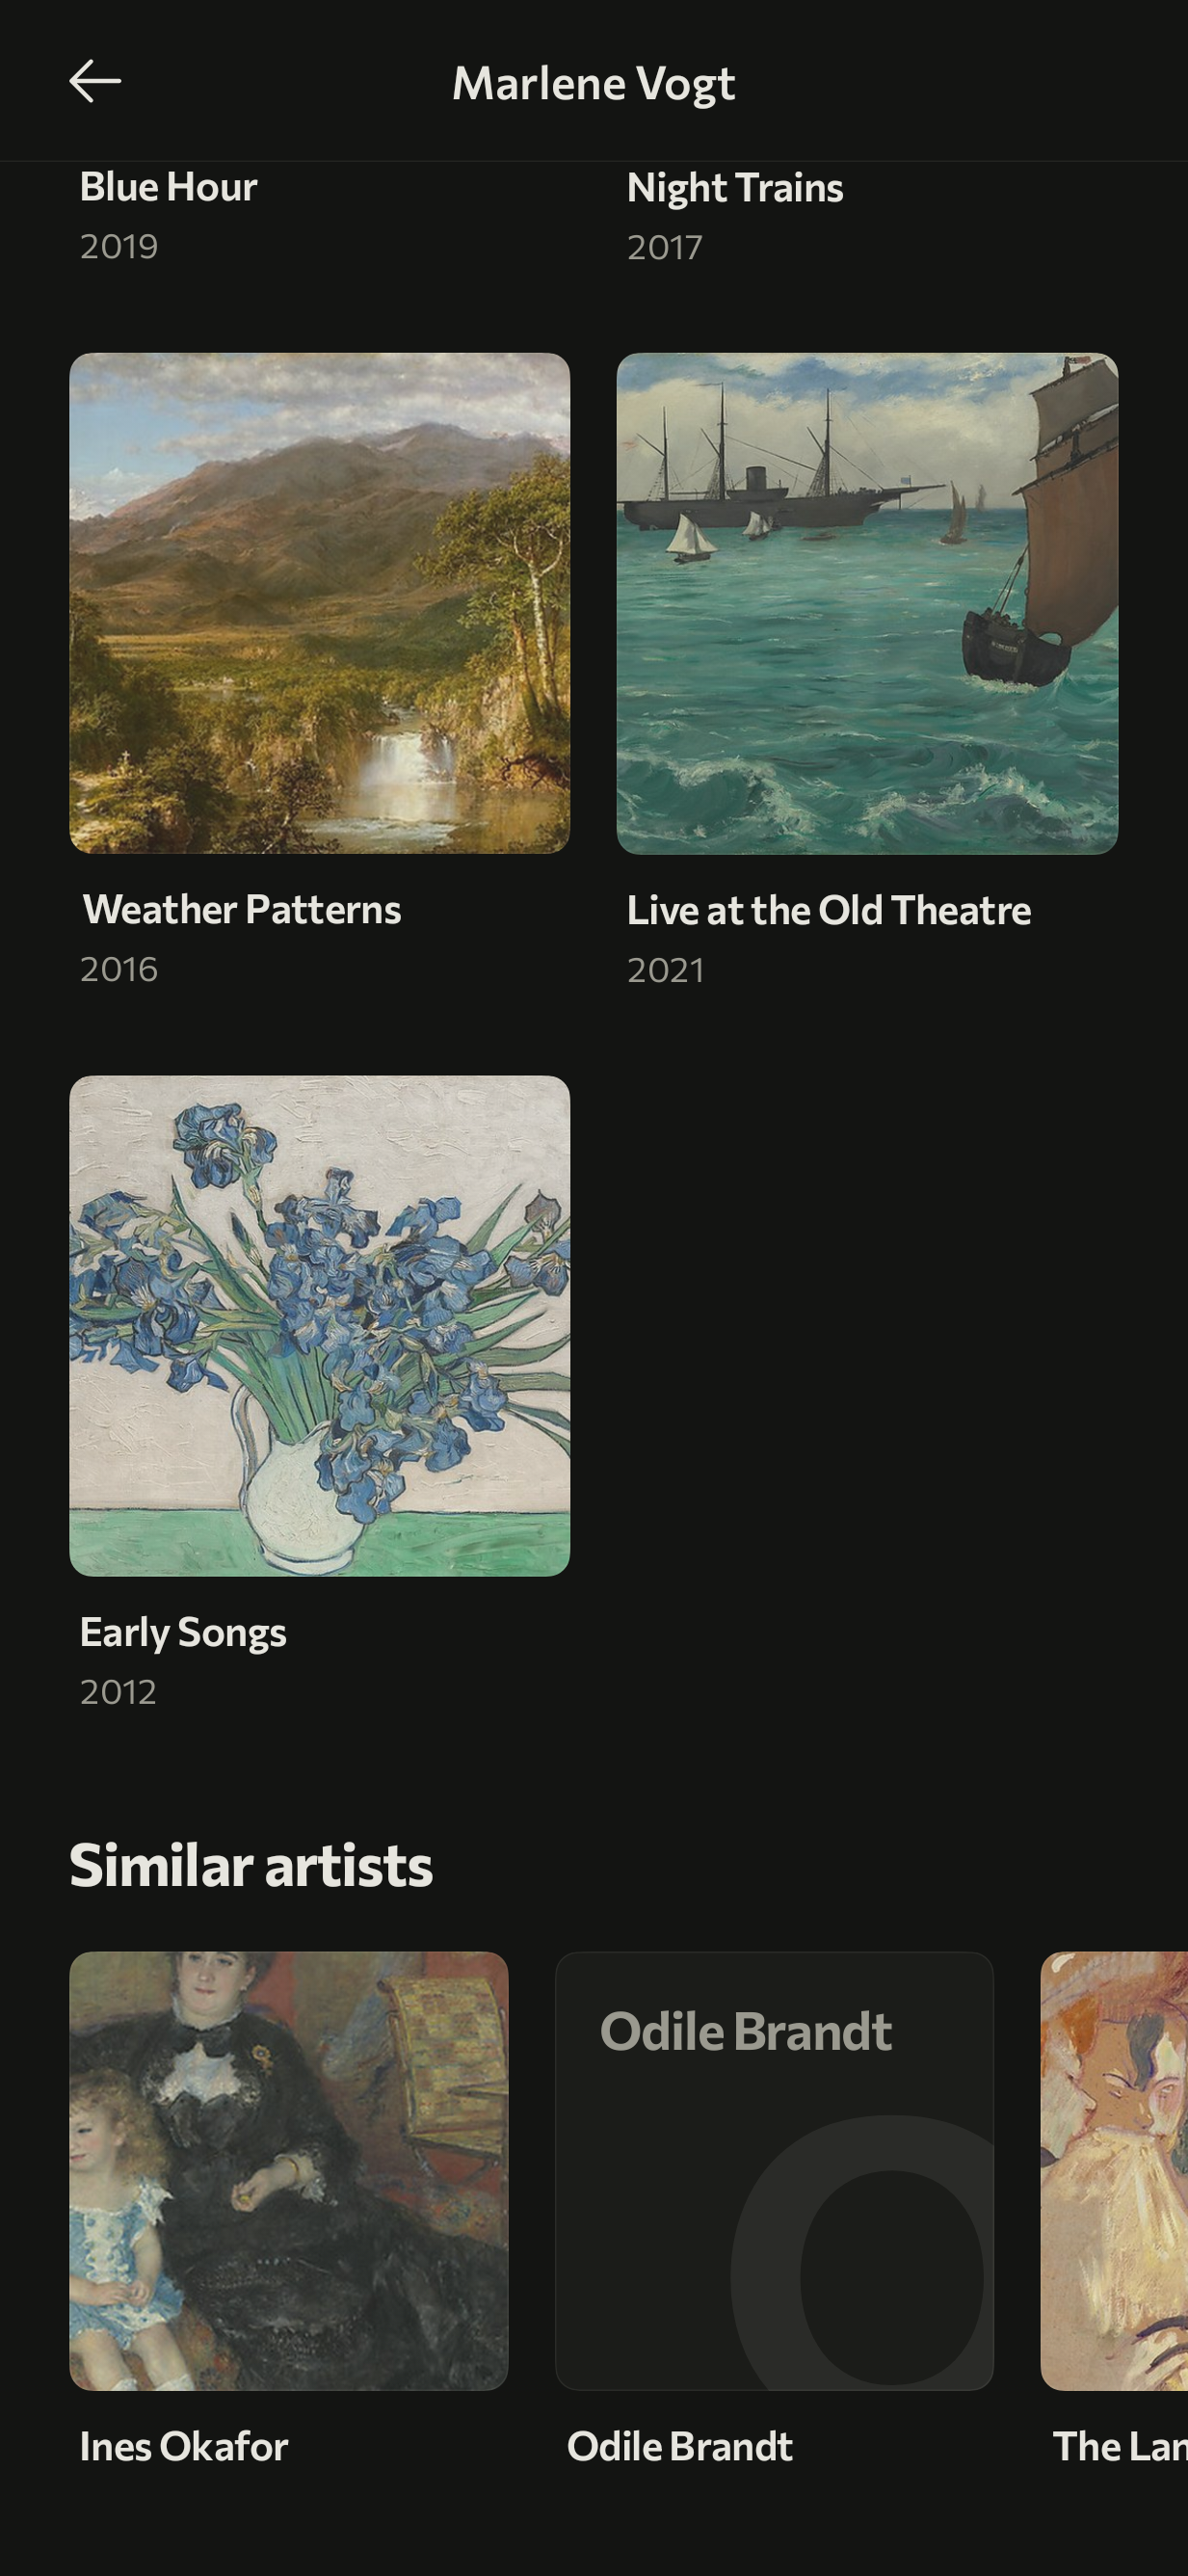 Marlene Vogt
Blue Hour
2019
Night Trains
2017
Weather Patterns
2016
Live at the Old Theatre
2021
Early Songs
2012
Similar artists
Odile Brandt
O
Ines Okafor
Odile Brandt
The